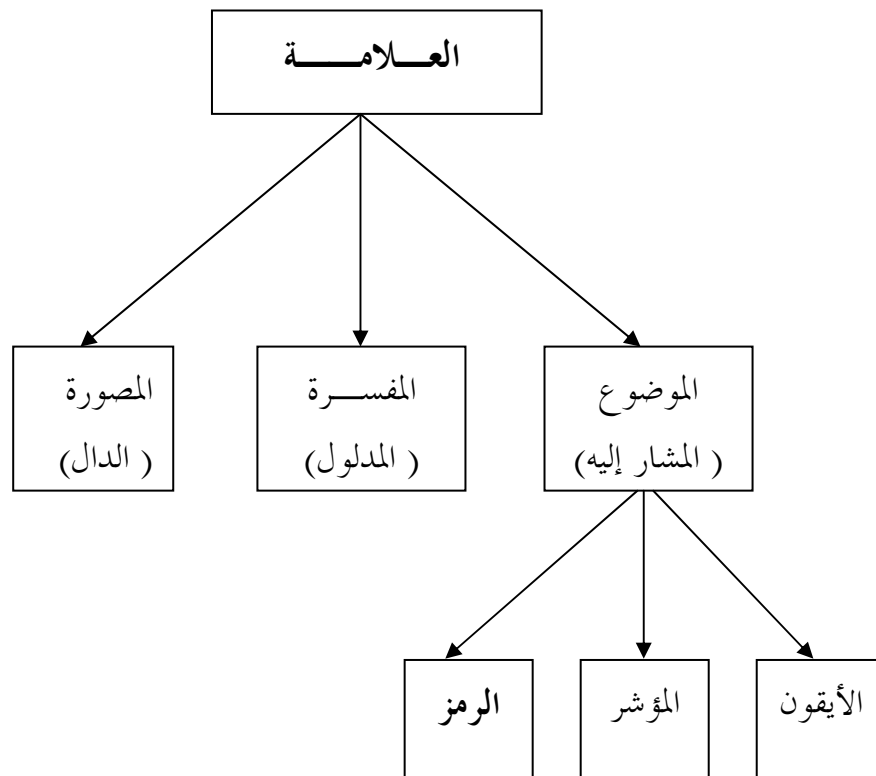 العـــلامـــــة
الموضوع
( المشار إليه)
المفســـرة
( المدلول)
المصورة
( الدال)
الأيقون
المؤشر
الرمز